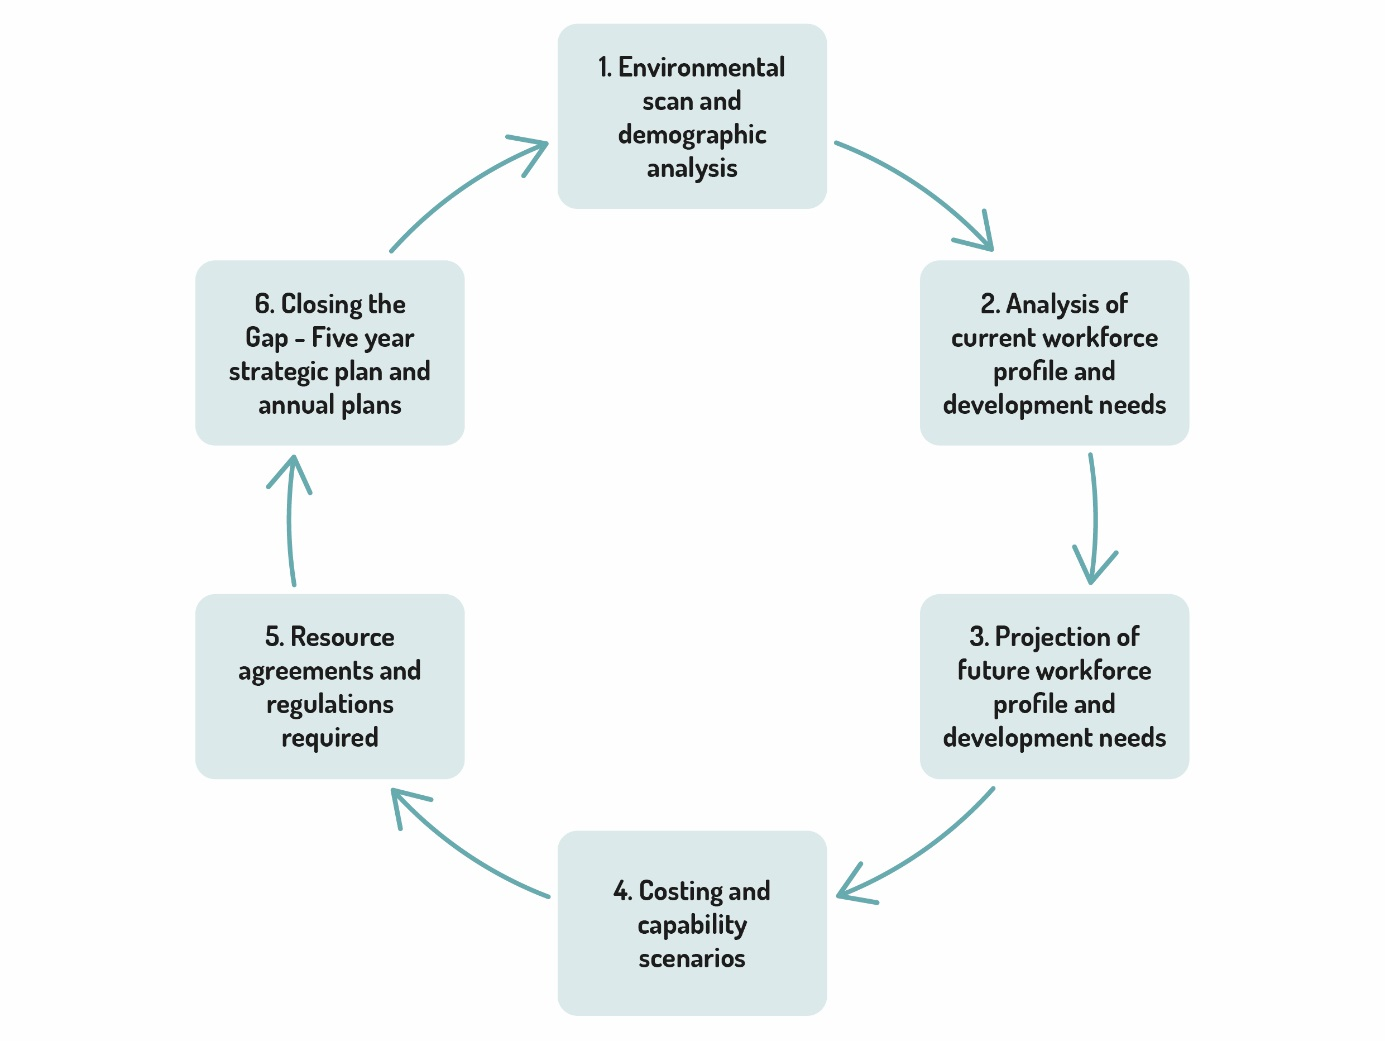 1. Environmental
scan and
demographic
analysis
2. Analysis of
current workforce
profile and
development needs
3. Projection of
future workforce
profile and
development needs
4. Costing and
capability
scenarios
5. Resource
agreements and
regulations
required
6. Closing the
Gap - Five year
strategic plan and
annual plans